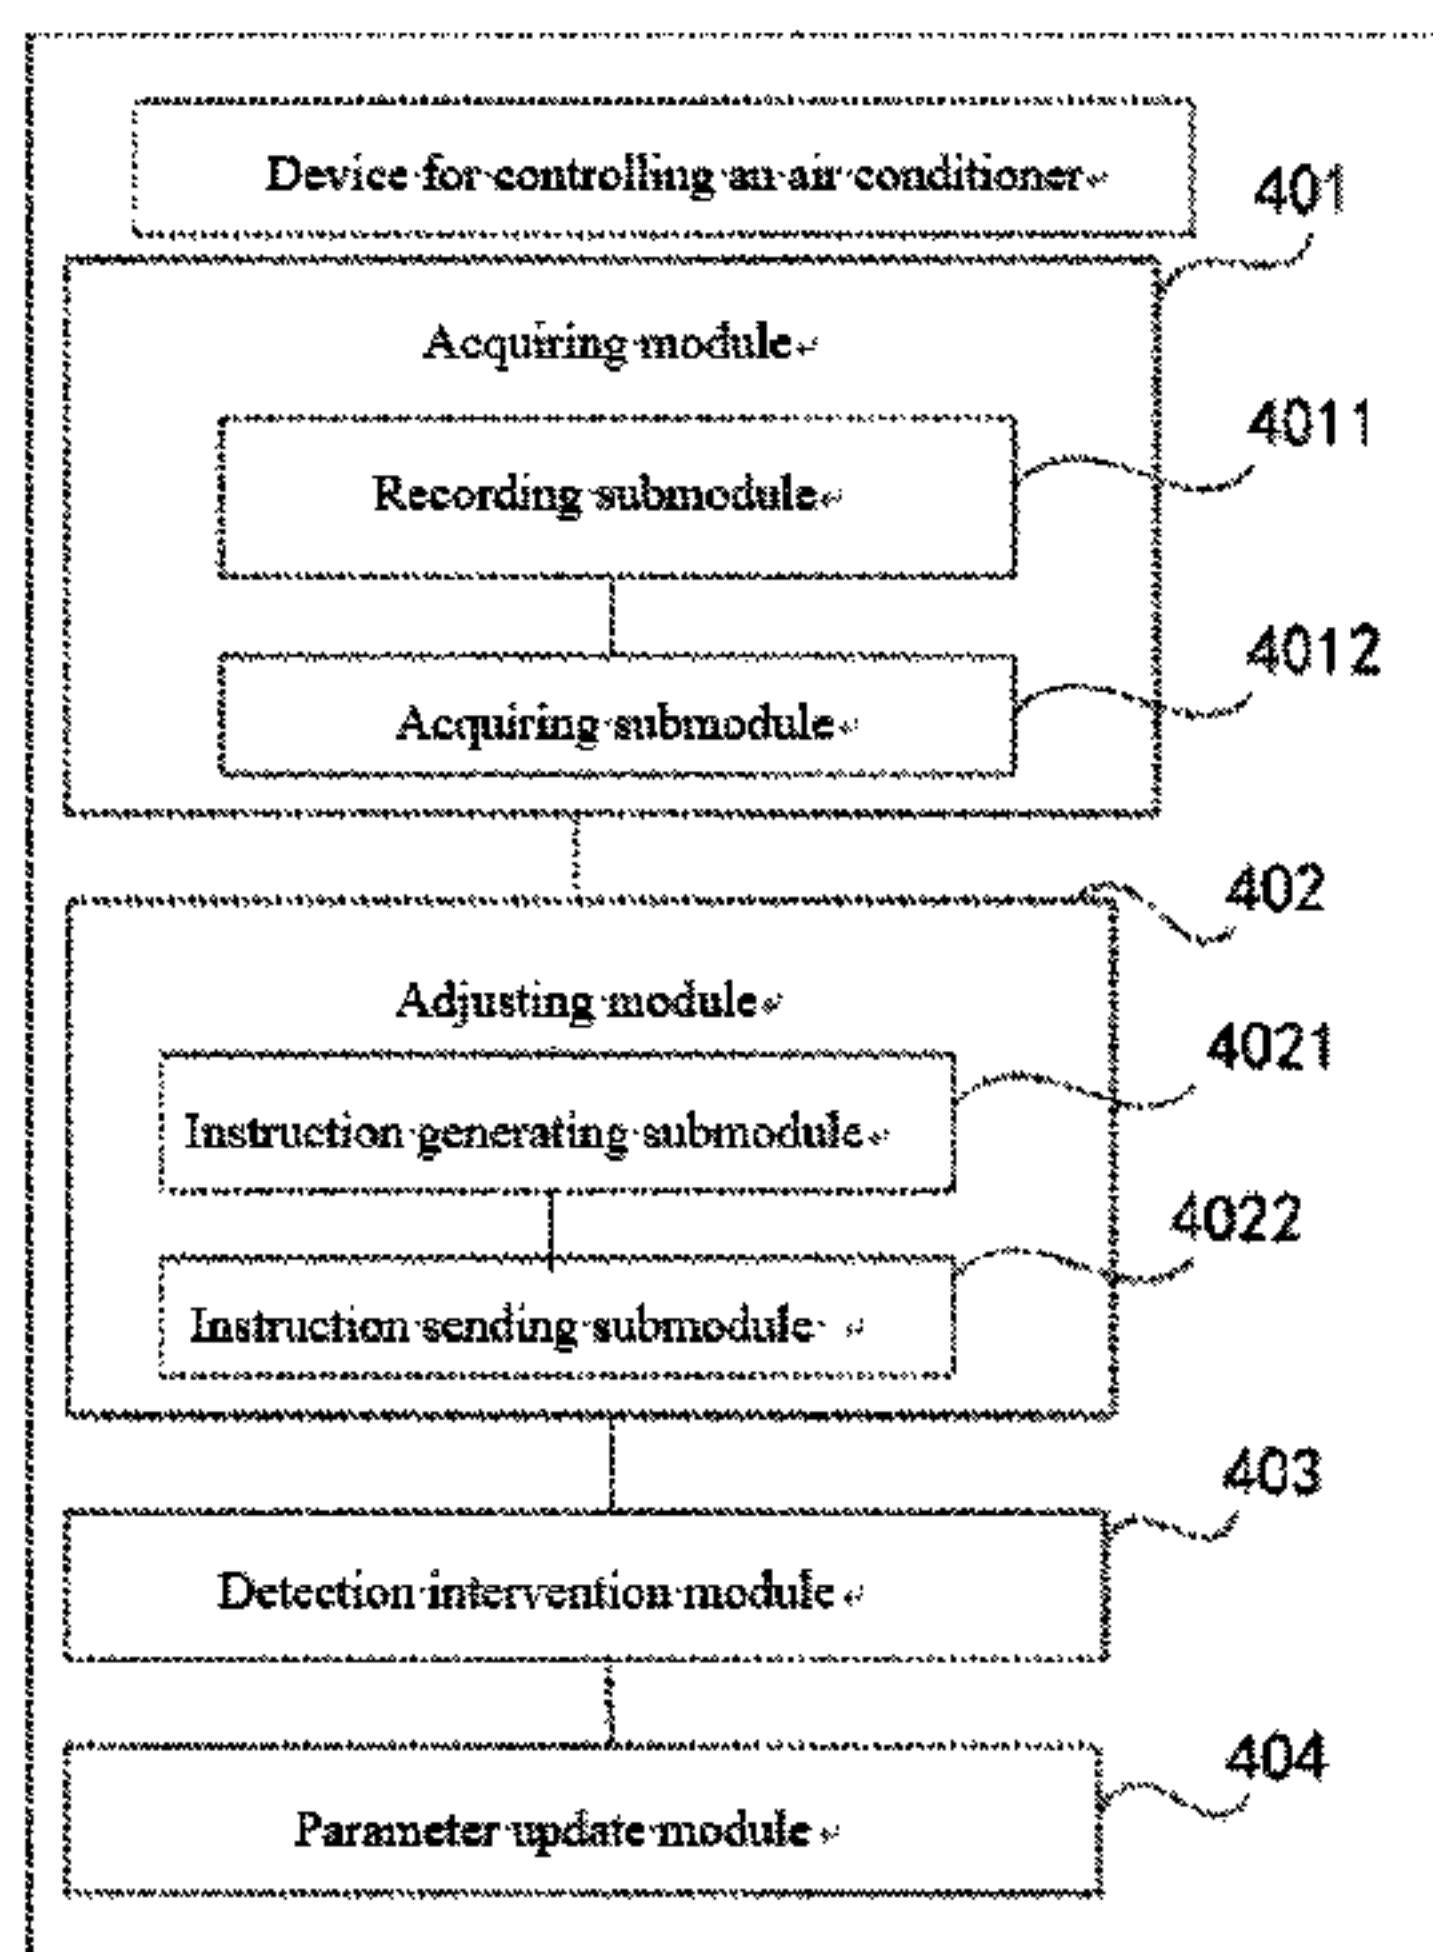 Device for controlling an air conditioner
401
Acquiring module
4011
Recording submodule
4012
Acquiring submodule
402
Adjusting module
4021
Instruction generating submodule
4022
Instruction sending submodule
403
Detection intervention module
404
Parameter update module